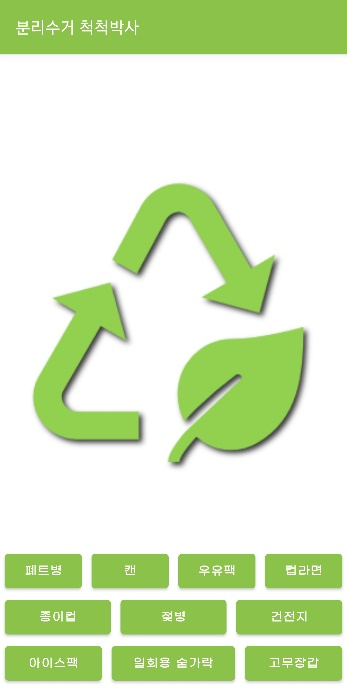 분리수거 척척박사
페트병 캔 우유팩 컵라면
종이컵 젖병 건전지
아이스팩 일회용 숟가락 고무장갑